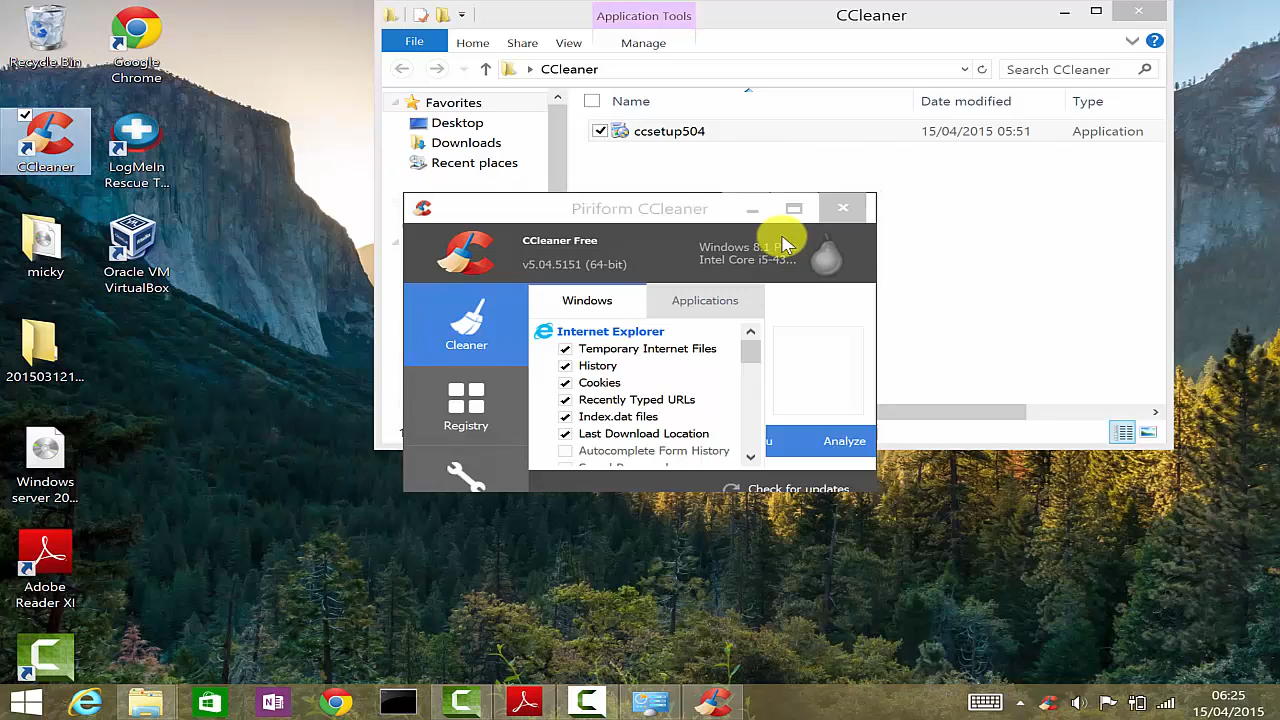 Recycle Bin
Google
Chrome
CCleaner
LogMeIn
Rescue T...
micky
Oracle VM
VirtualBox
201503121...
Windows
server 20...
Adobe
Reader XI
Application Tools
CCleaner
File
Home
Share
View
Manage
CCleaner
Search CCleaner
Favorites
Desktop
Downloads
Recent places
Name
Date modified
Type
ccsetup504
15/04/2015 05:51
Application
Piriform CCleaner
CCleaner Free
v5.04.5151 (64-bit)
Windows 8.1 P
Intel Core i5-43...
Cleaner
Registry
Windows
Applications
Internet Explorer
Temporary Internet Files
History
Cookies
Recently Typed URLs
Index.dat files
Last Download Location
Autocomplete Form History
Analyze
Check for updates
06:25
15/04/2015